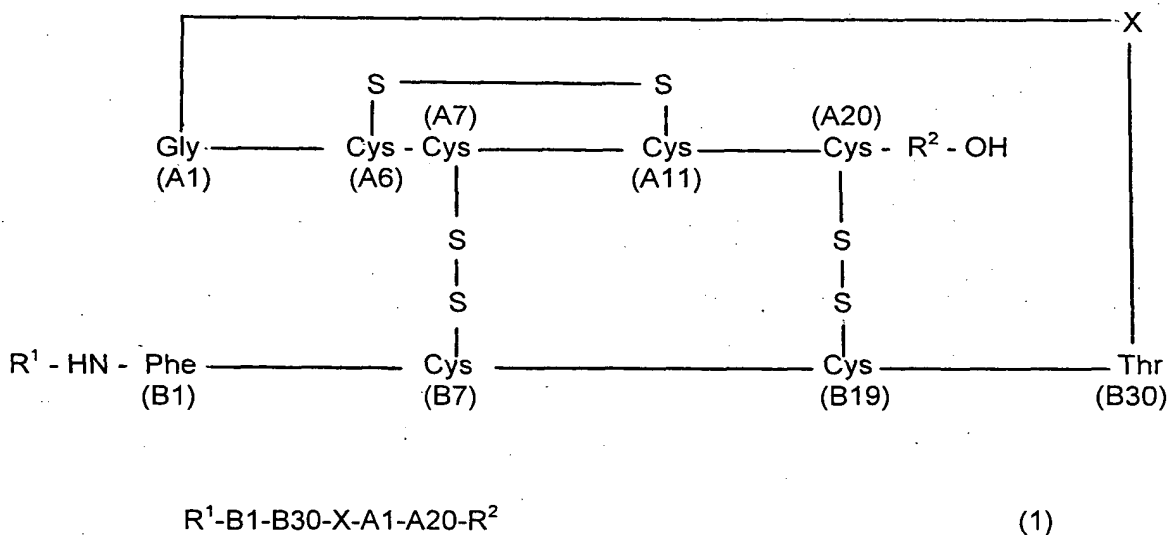 X
S S
(A7) (A20)
Gly Cys - Cys Cys Cys - R² - OH
(A1) (A6) (A11)
S S
S S
R¹ - HN - Phe Cys Cys Thr
(B1) (B7) (B19) (B30)
R¹-B1-B30-X-A1-A20-R² (1)